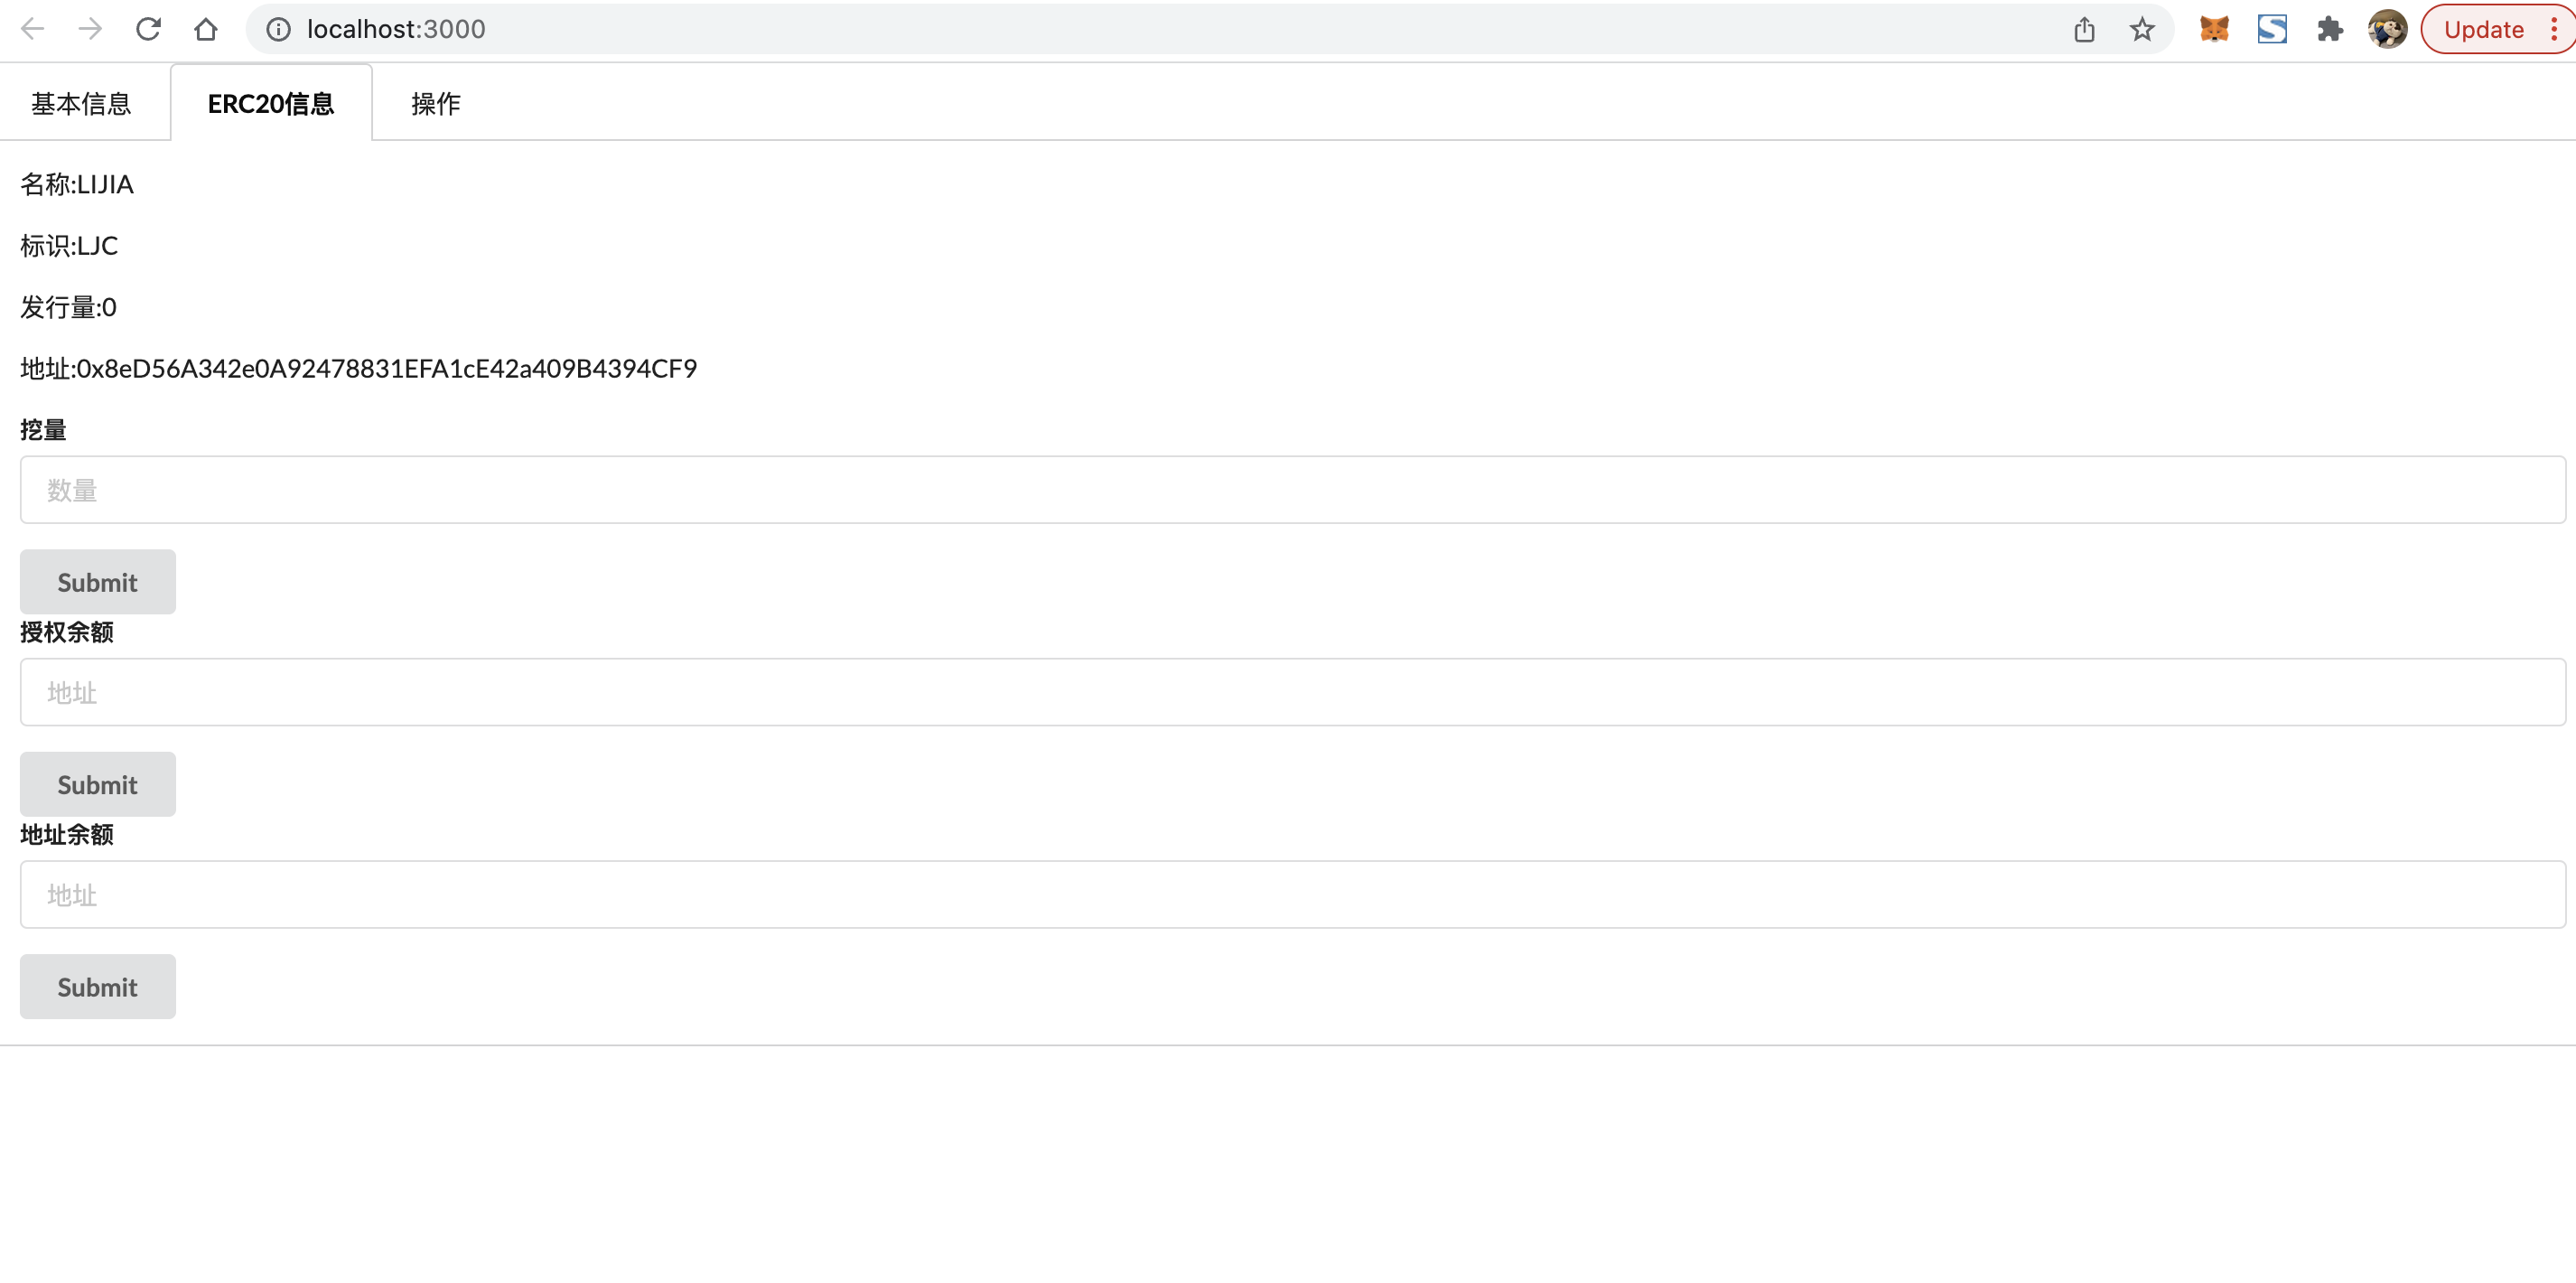 localhost:3000
Update
基本信息 ERC20信息 操作
名称:LIJIA
标识:LJC
发行量:0
地址:0x8eD56A342e0A92478831EFA1cE42a409B4394CF9
挖量
数量
Submit
授权余额
地址
Submit
地址余额
地址
Submit